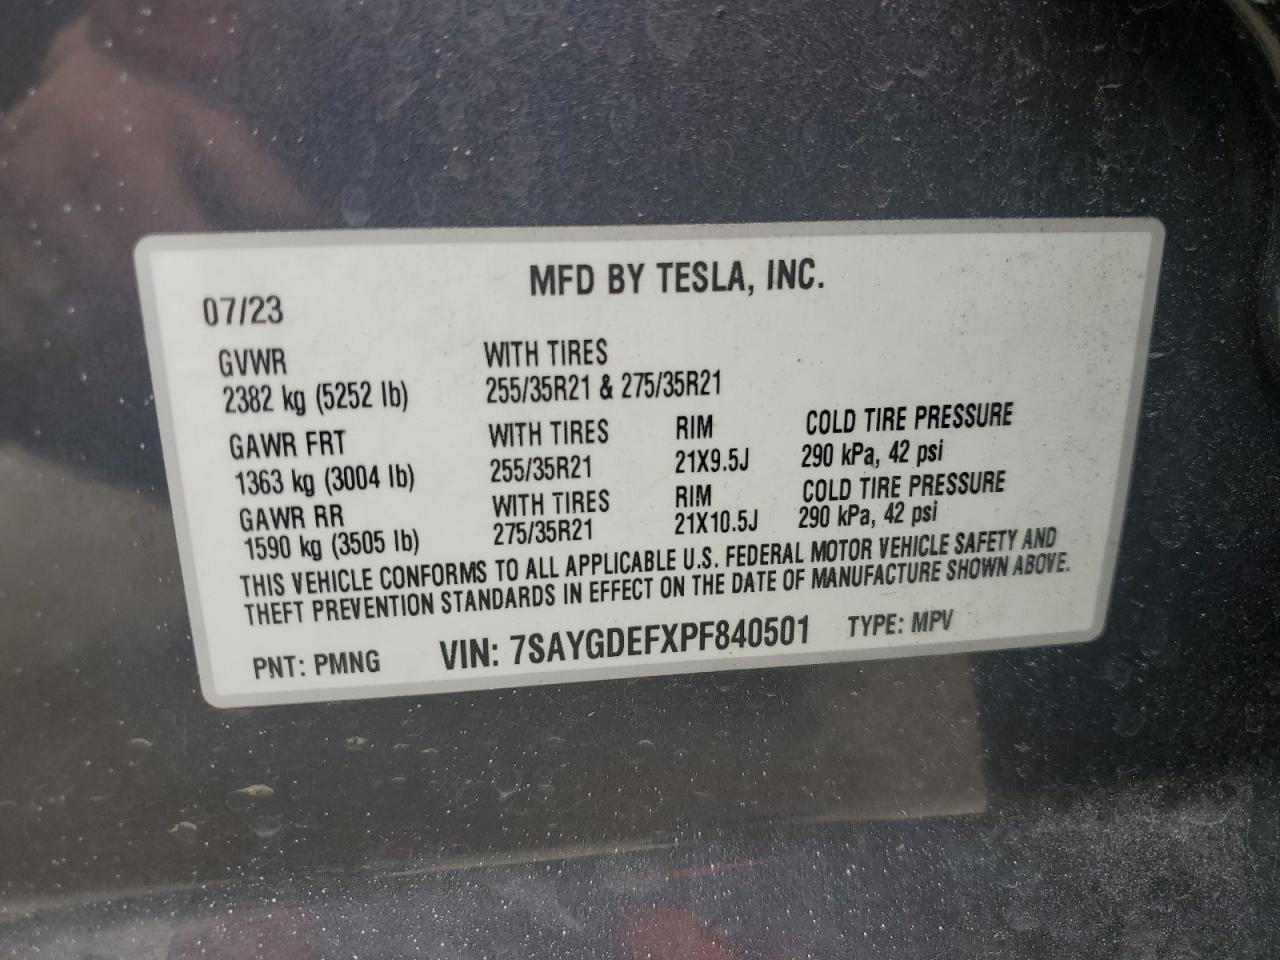 MFD BY TESLA, INC.
07/23
GVWR WITH TIRES
2382 kg (5252 lb) 255/35R21 & 275/35R21
GAWR FRT WITH TIRES RIM COLD TIRE PRESSURE
1363 kg (3004 lb) 255/35R21 21X9.5J 290 kPa, 42 psi
GAWR RR WITH TIRES RIM COLD TIRE PRESSURE
1590 kg (3505 lb) 275/35R21 21X10.5J 290 kPa, 42 psi
THIS VEHICLE CONFORMS TO ALL APPLICABLE U.S. FEDERAL MOTOR VEHICLE SAFETY AND
THEFT PREVENTION STANDARDS IN EFFECT ON THE DATE OF MANUFACTURE SHOWN ABOVE.
PNT: PMNG VIN: 7SAYGDEFXPF840501 TYPE: MPV